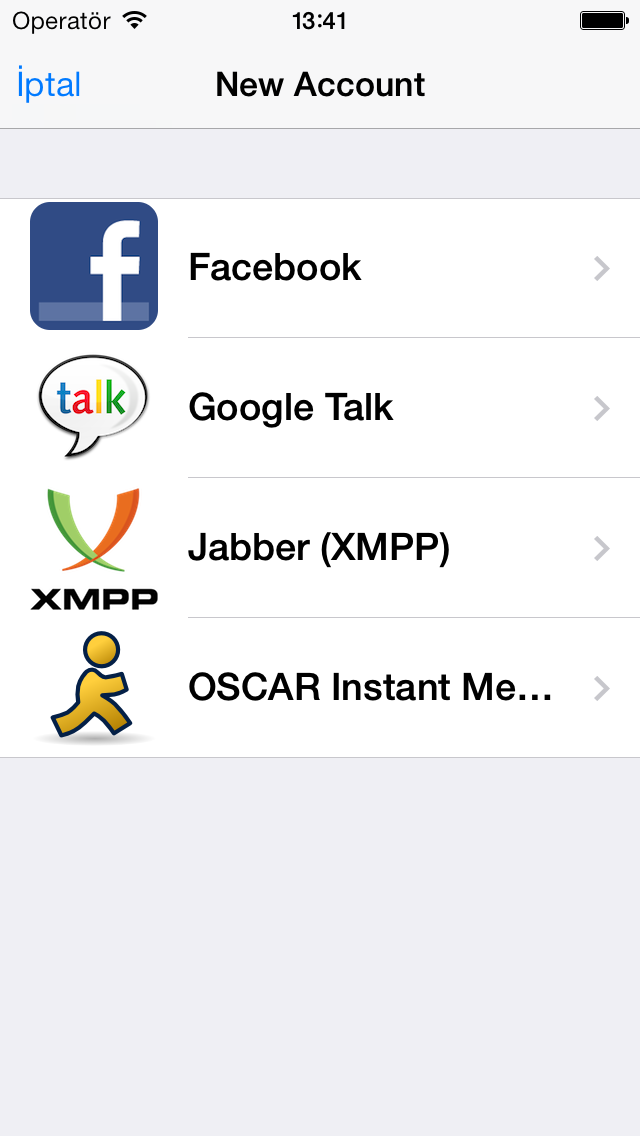 Operatör 13:41
İptal New Account
Facebook
talk
Google Talk
Jabber (XMPP)
XMPP
OSCAR Instant Me...